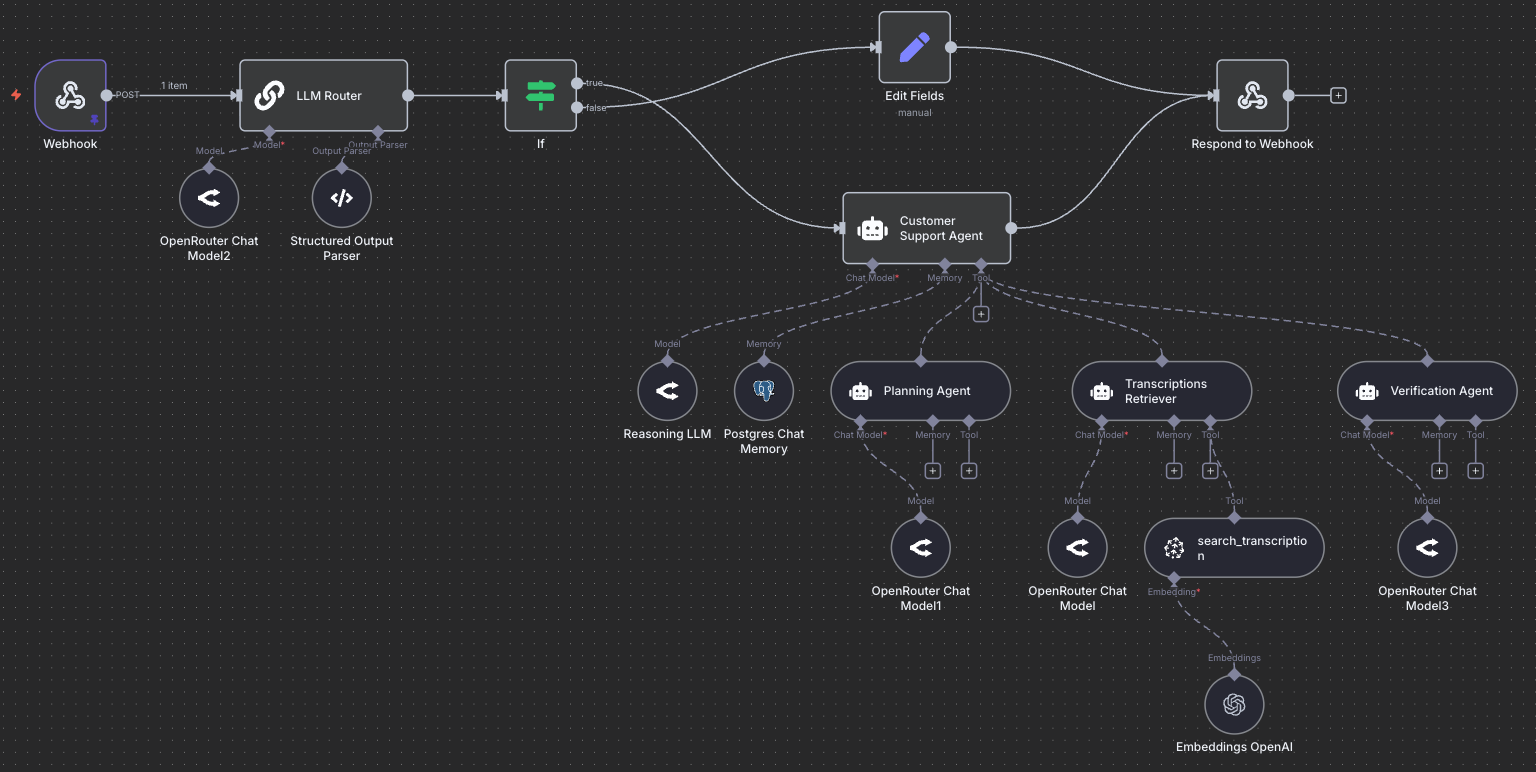 Edit Fields
manual
POST
1 item
LLM Router
true
false
Webhook
Model
Model*
Output Parser
Output Parser
If
Respond to Webhook
OpenRouter Chat
Model2
Structured Output
Parser
Customer
Support Agent
Chat Model*
Memory
Tool
Model
Memory
Reasoning LLM
Postgres Chat
Memory
Planning Agent
Chat Model*
Memory
Tool
Transcriptions
Retriever
Chat Model*
Memory
Tool
Verification Agent
Chat Model*
Memory
Tool
Model
OpenRouter Chat
Model1
Model
OpenRouter Chat
Model
Tool
search_transcriptio
n
Embedding*
Model
OpenRouter Chat
Model3
Embeddings
Embeddings OpenAI